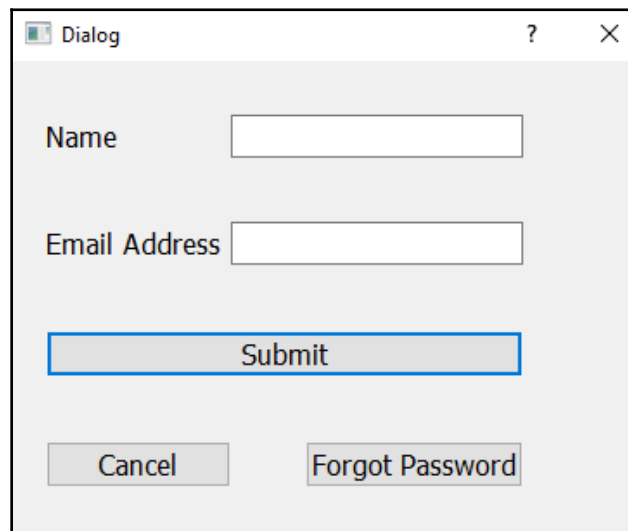 Dialog ?
Name
Email Address
Submit
Cancel Forgot Password